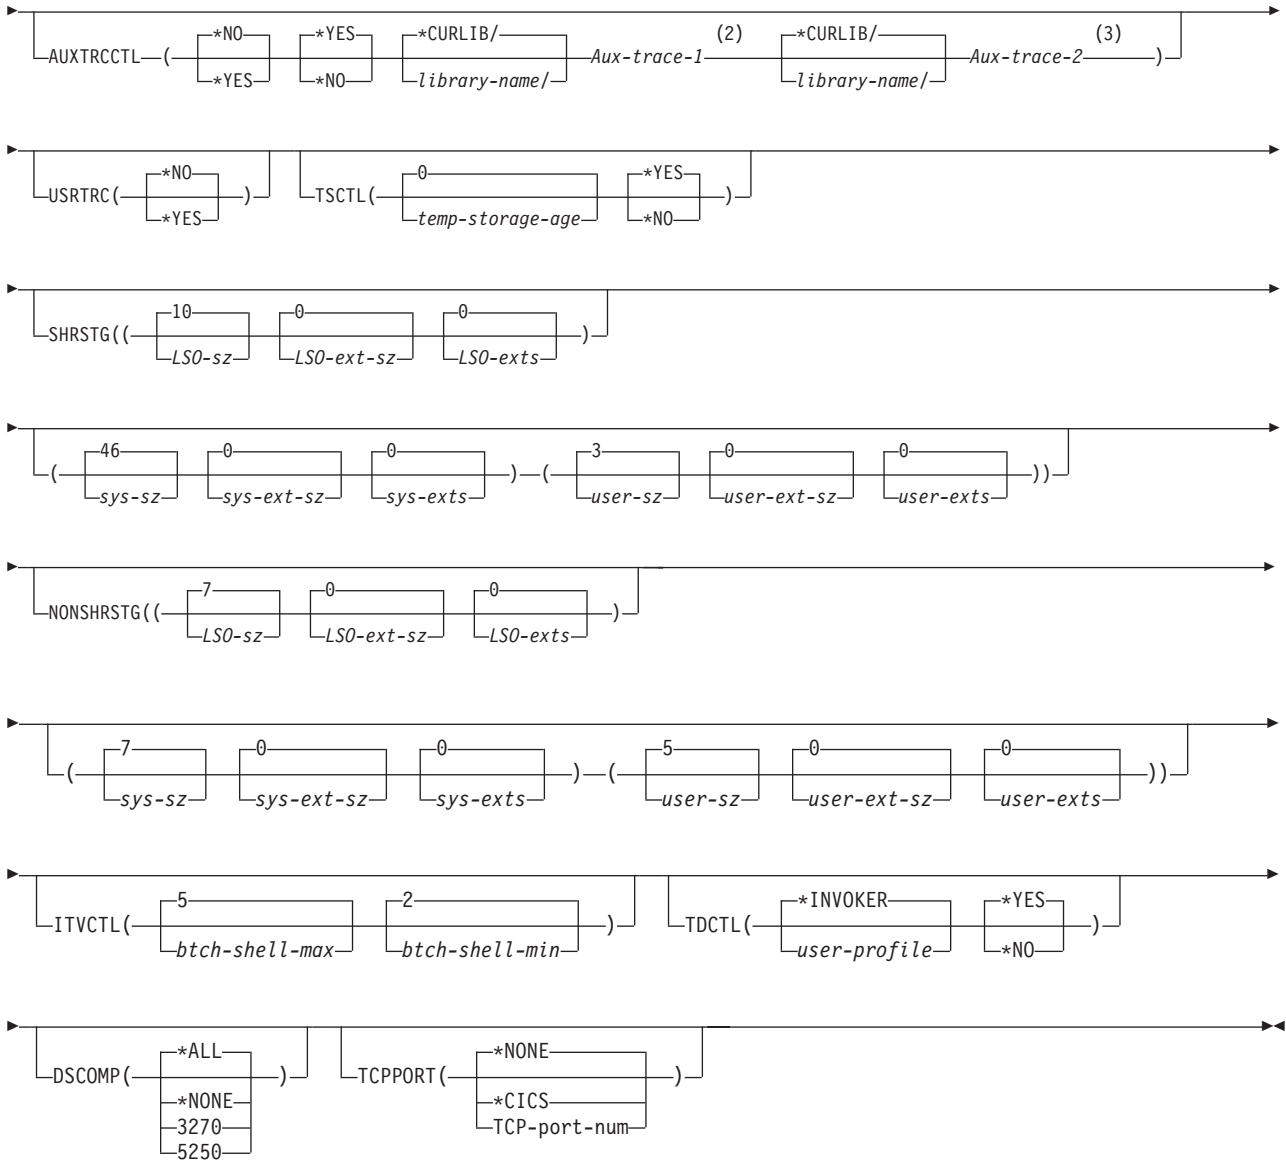 (2) (3)
*NO *YES *CURLIB/ *CURLIB/
AUXTRCCTL ( Aux-trace-1 Aux-trace-2 )
*YES *NO library-name/ library-name/
*NO 0 *YES
USRTRC( ) TSCTL( )
*YES temp-storage-age *NO
10 0 0
SHRSTG(( )
LSO-sz LSO-ext-sz LSO-exts
46 0 0 3 0 0
( ) ( ))
sys-sz sys-ext-sz sys-exts user-sz user-ext-sz user-exts
7 0 0
NONSHRSTG(( )
LSO-sz LSO-ext-sz LSO-exts
7 0 0 5 0 0
( ) ( ))
sys-sz sys-ext-sz sys-exts user-sz user-ext-sz user-exts
5 2 *INVOKER *YES
ITVCTL( ) TDCTL( )
btch-shell-max btch-shell-min user-profile *NO
*ALL *NONE
DSCOMP( ) TCPPORT( )
*NONE *CICS
3270 TCP-port-num
5250